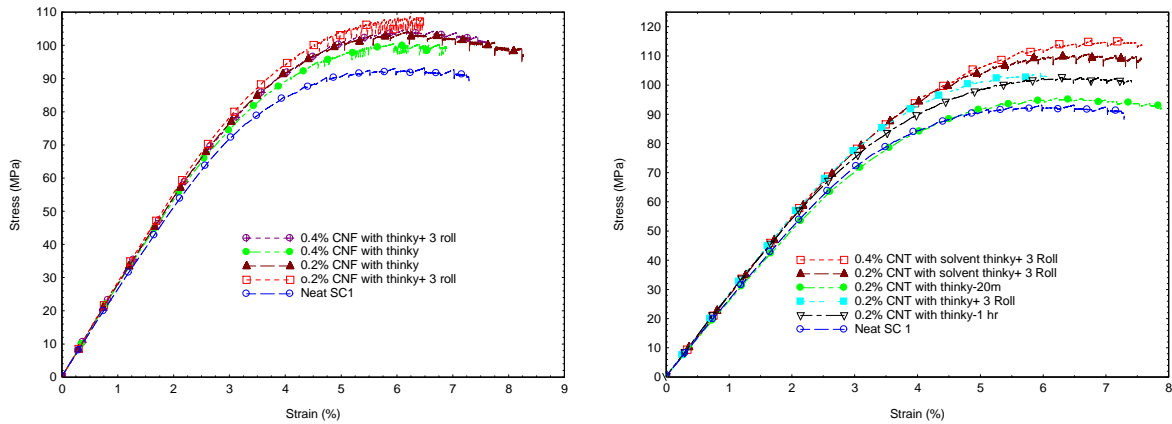 110
100
90
80
70
60
50
40
30
20
10
0
Stress (MPa)
0.4% CNF with thinky+ 3 roll
0.4% CNF with thinky
0.2% CNF with thinky
o.2% CNF with thinky+ 3 roll
Neat SC1
0 1 2 3 4 5 6 7 8 9
Strain (%)
120
110
100
90
80
70
60
50
40
30
20
10
0
Stress (MPa)
0.4% CNT with solvent thinky+ 3 Roll
0.2% CNT with solvent thinky+ 3 Roll
0.2% CNT with thinky-20m
0.2% CNT with thinky+ 3 Roll
0.2% CNT with thinky-1 hr
Neat SC 1
0 1 2 3 4 5 6 7 8
Strain (%)